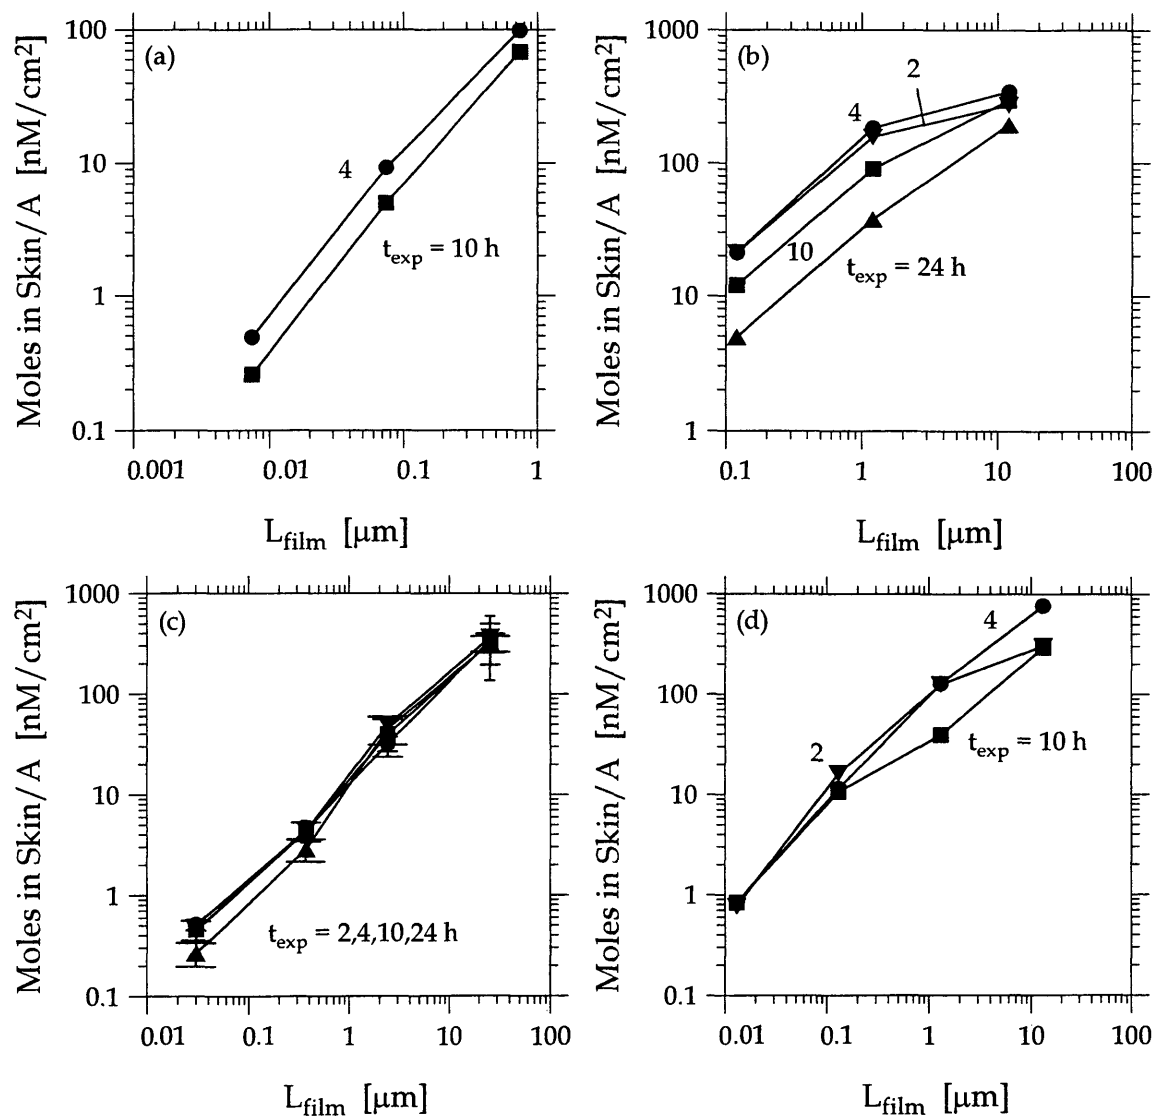 (a)
Moles in Skin/A [nM/cm²]
100
10
1
0.1
4
t_exp = 10 h
0.001
0.01
0.1
1
L_film [μm]
(b)
Moles in Skin/A [nM/cm²]
1000
100
10
1
2
4
10
t_exp = 24 h
0.1
1
10
100
L_film [μm]
(c)
Moles in Skin/A [nM/cm²]
1000
100
10
1
0.1
t_exp = 2,4,10,24 h
0.01
0.1
1
10
100
L_film [μm]
(d)
Moles in Skin/A [nM/cm²]
1000
100
10
1
0.1
4
2
t_exp = 10 h
0.01
0.1
1
10
100
L_film [μm]